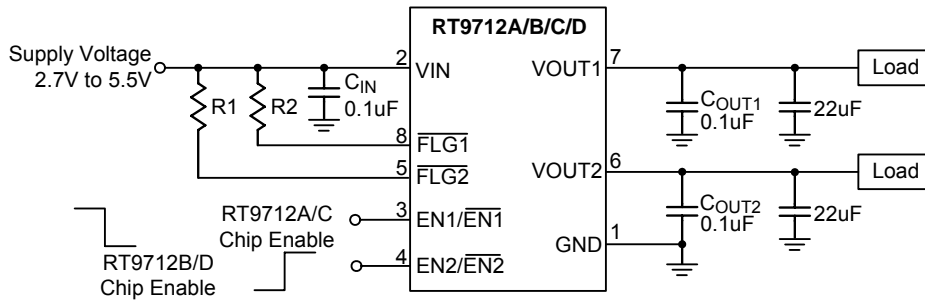 RT9712A/B/C/D
Supply Voltage
2.7V to 5.5V
2
VIN
VOUT1
7
Load
R1
R2
CIN
0.1uF
COUT1
0.1uF
22uF
8
FLG1
5
FLG2
VOUT2
6
Load
RT9712A/C
Chip Enable
3
EN1/EN1
COUT2
0.1uF
22uF
GND
1
RT9712B/D
Chip Enable
4
EN2/EN2